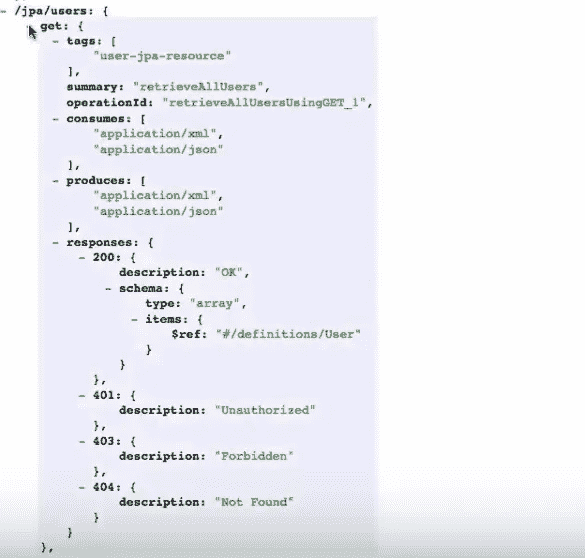 - /jpa/users: {
- get: {
- tags: [
"user-jpa-resource"
],
summary: "retrieveAllUsers",
operationId: "retrieveAllUsersUsingGET_1",
- consumes: [
"application/xml",
"application/json"
],
- produces: [
"application/xml",
"application/json"
],
- responses: {
- 200: {
description: "OK",
- schema: {
type: "array",
- items: {
$ref: "#/definitions/User"
}
}
},
- 401: {
description: "Unauthorized"
},
- 403: {
description: "Forbidden"
},
- 404: {
description: "Not Found"
}
}
},